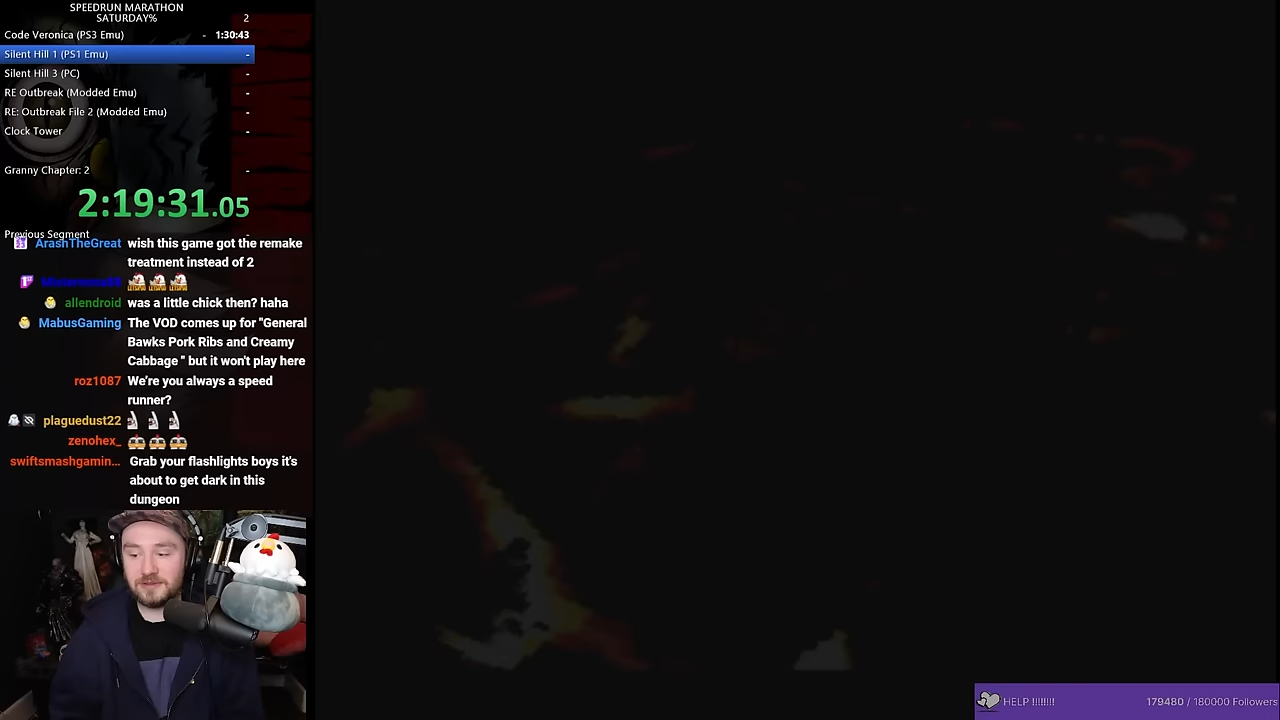 SPEEDRUN MARATHON
SATURDAY% 2
Code Veronica (PS3 Emu) - 1:30:43
Silent Hill 1 (PS1 Emu) -
Silent Hill 3 (PC) -
RE Outbreak (Modded Emu) -
RE: Outbreak File 2 (Modded Emu) -
Clock Tower -
Granny Chapter: 2 -
2:19:31.05
Previous Segment -
ArashTheGreat wish this game got the remake
treatment instead of 2
allendroid was a little chick then? haha
MabusGaming The VOD comes up for "General
Bawks Pork Ribs and Creamy
Cabbage " but it won't play here
roz1087 We're you always a speed
runner?
plaguedust22
zenohex_
swiftsmashgamin... Grab your flashlights boys it's
about to get dark in this
dungeon
HELP !!!!!!!! 179480 / 180000 Followers